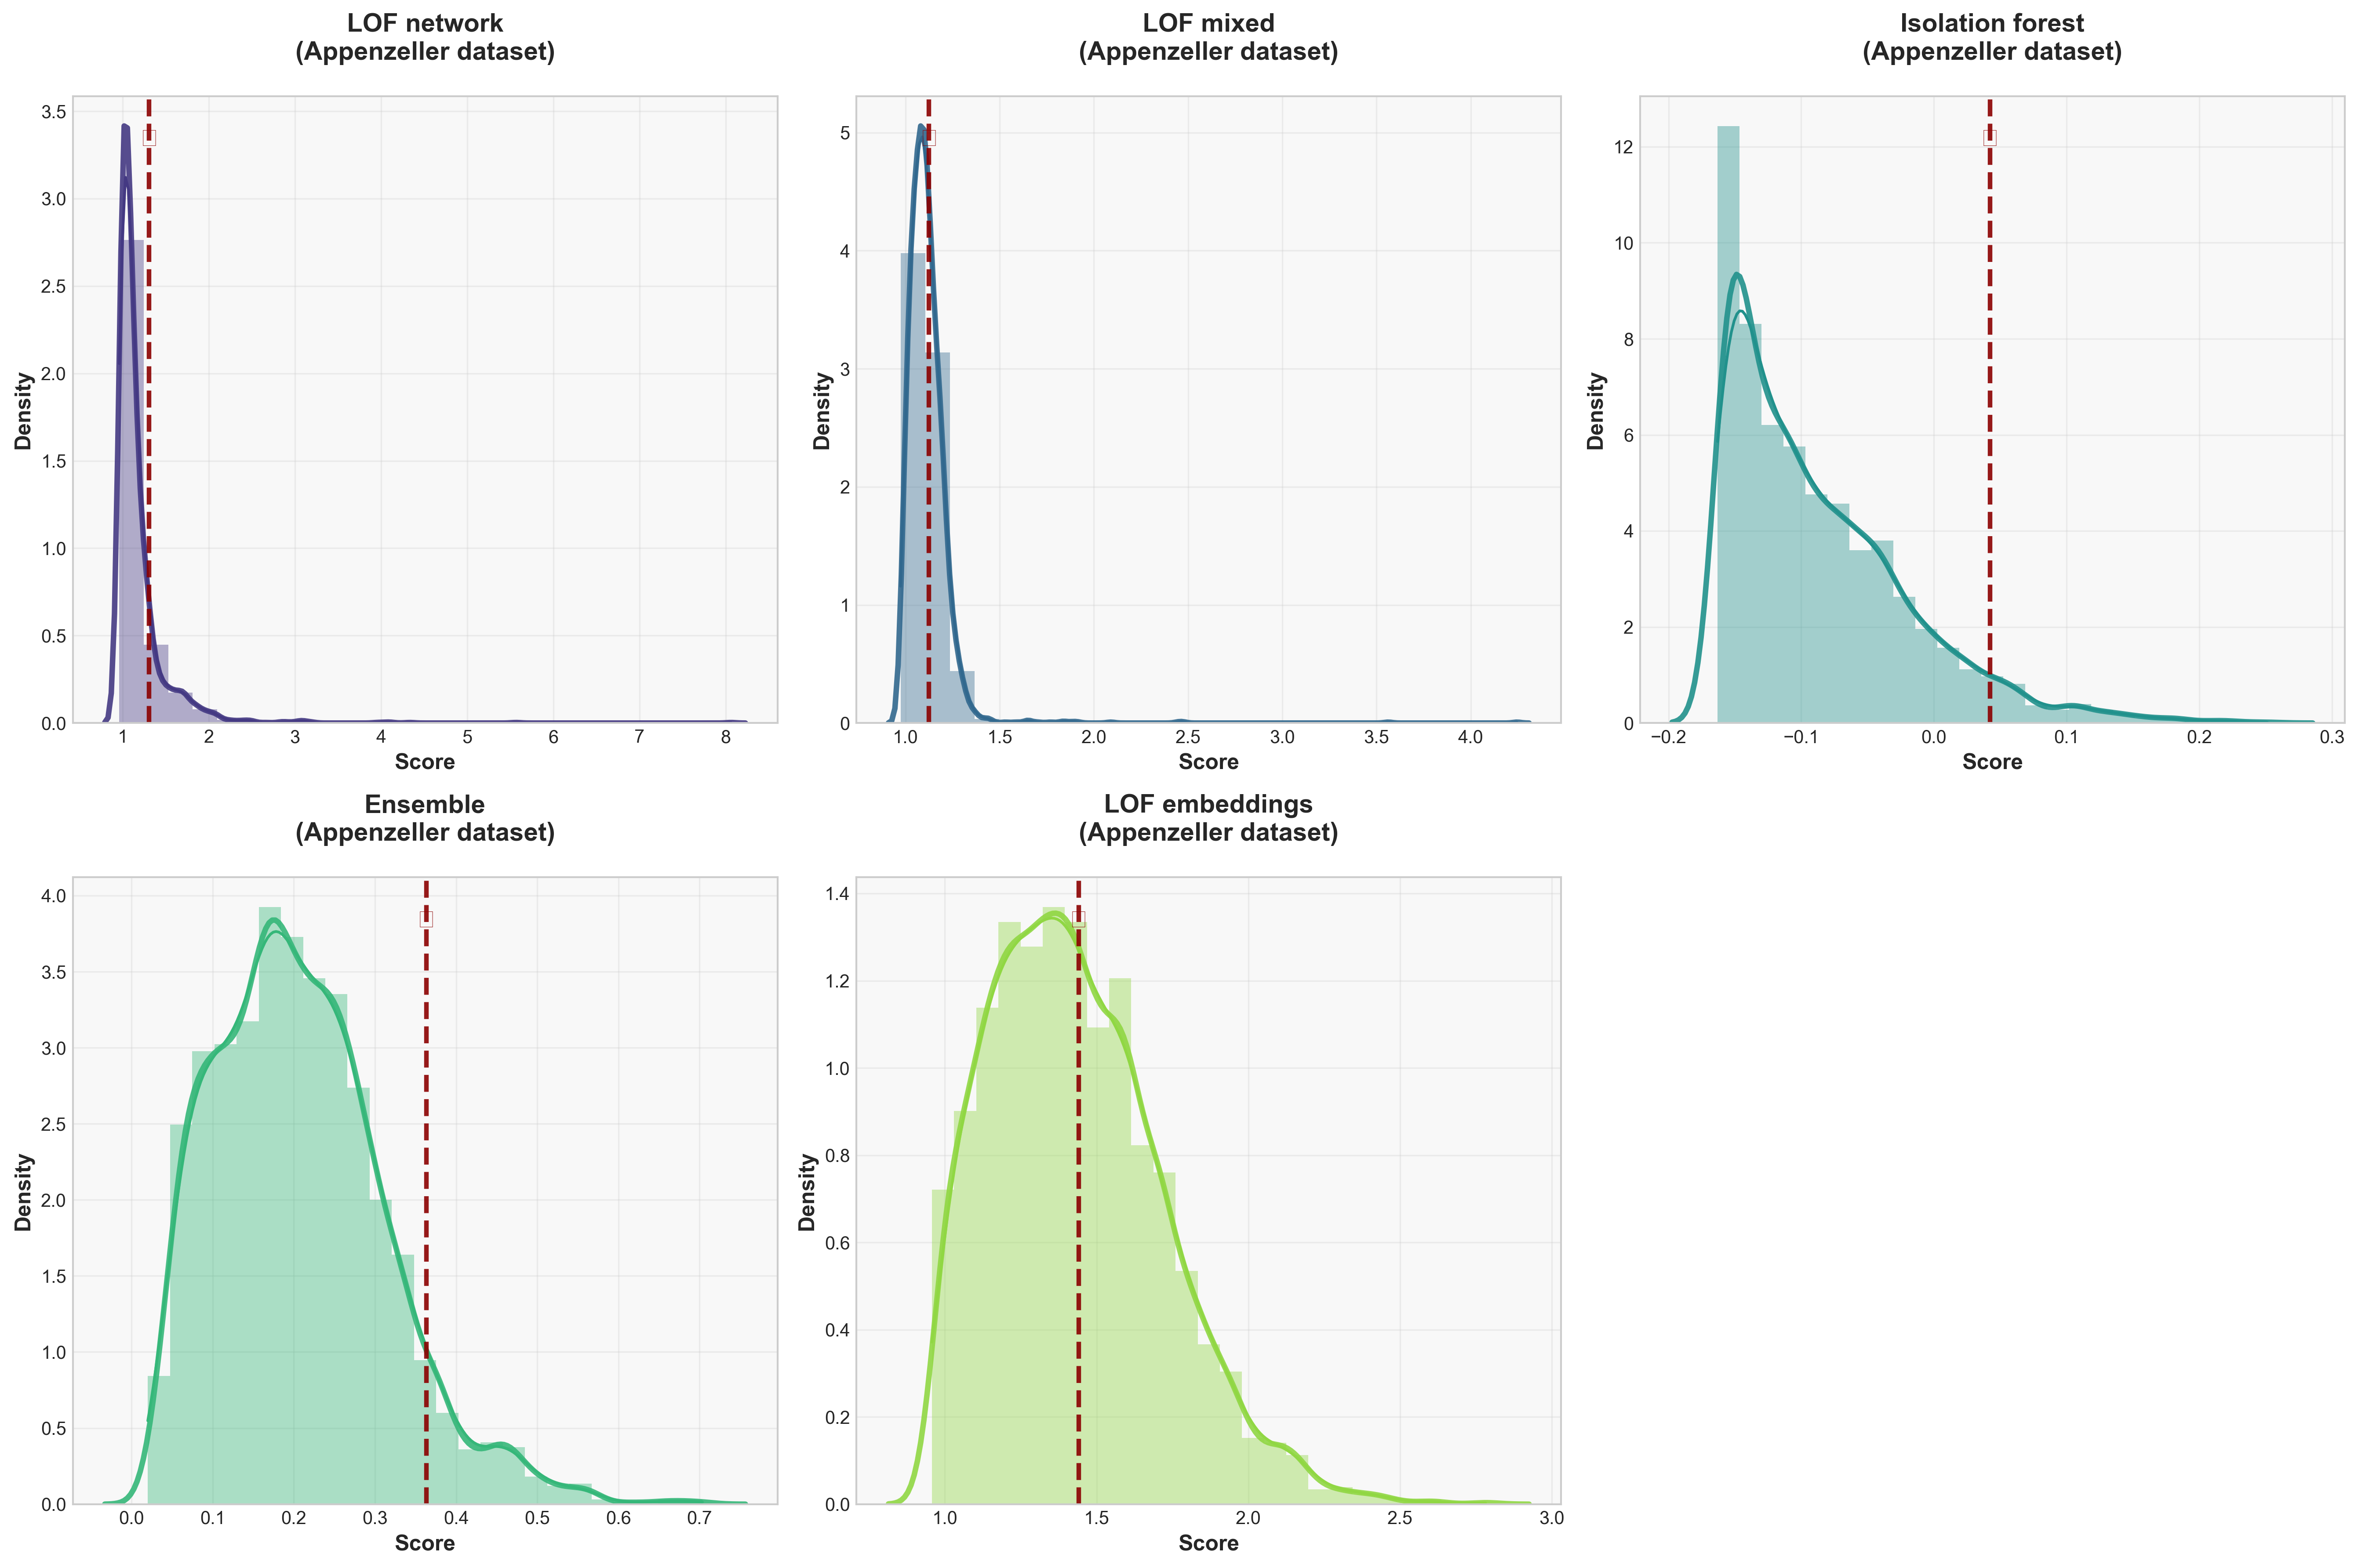 LOF network
(Appenzeller dataset)
3.5
3.0
2.5
2.0
1.5
1.0
0.5
0.0
Density
1 2 3 4 5 6 7 8
Score
LOF mixed
(Appenzeller dataset)
5
4
3
2
1
0
Density
1.0 1.5 2.0 2.5 3.0 3.5 4.0
Score
Isolation forest
(Appenzeller dataset)
12
10
8
6
4
2
0
Density
−0.2 −0.1 0.0 0.1 0.2 0.3
Score
Ensemble
(Appenzeller dataset)
4.0
3.5
3.0
2.5
2.0
1.5
1.0
0.5
0.0
Density
0.0 0.1 0.2 0.3 0.4 0.5 0.6 0.7
Score
LOF embeddings
(Appenzeller dataset)
1.4
1.2
1.0
0.8
0.6
0.4
0.2
0.0
Density
1.0 1.5 2.0 2.5 3.0
Score